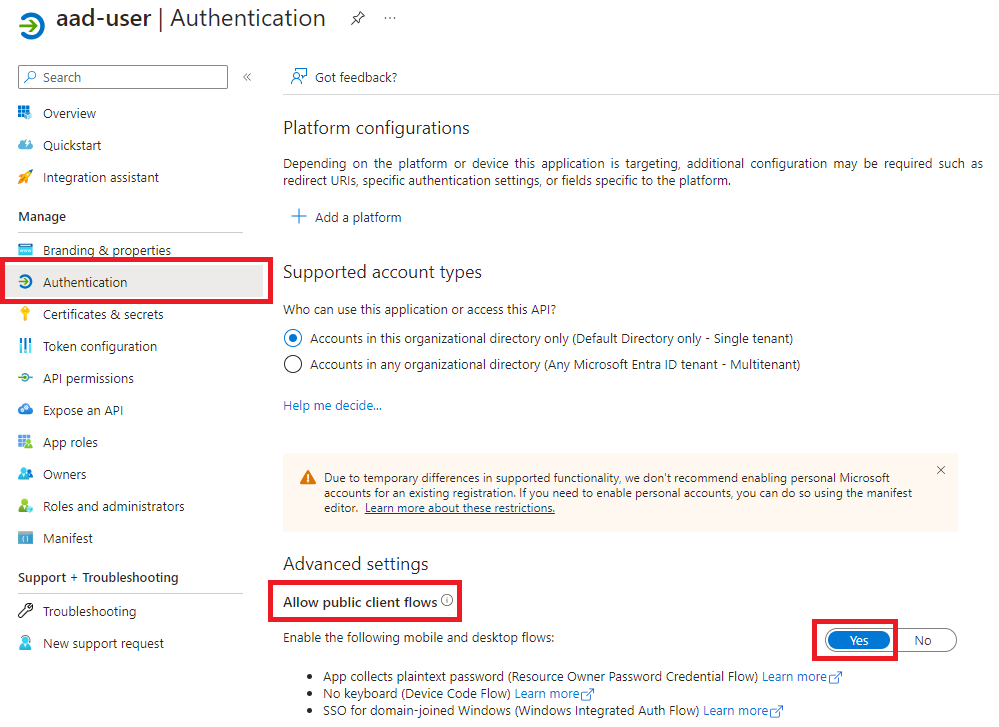 aad-user | Authentication
Search
Got feedback?
Overview
Quickstart
Integration assistant
Manage
Branding & properties
Authentication
Certificates & secrets
Token configuration
API permissions
Expose an API
App roles
Owners
Roles and administrators
Manifest
Support + Troubleshooting
Troubleshooting
New support request
Platform configurations
Depending on the platform or device this application is targeting, additional configuration may be required such as
redirect URIs, specific authentication settings, or fields specific to the platform.
Add a platform
Supported account types
Who can use this application or access this API?
Accounts in this organizational directory only (Default Directory only - Single tenant)
Accounts in any organizational directory (Any Microsoft Entra ID tenant - Multitenant)
Help me decide...
Due to temporary differences in supported functionality, we don't recommend enabling personal Microsoft
accounts for an existing registration. If you need to enable personal accounts, you can do so using the manifest
editor. Learn more about these restrictions.
Advanced settings
Allow public client flows
Enable the following mobile and desktop flows:
Yes No
• App collects plaintext password (Resource Owner Password Credential Flow) Learn more
• No keyboard (Device Code Flow) Learn more
• SSO for domain-joined Windows (Windows Integrated Auth Flow) Learn more